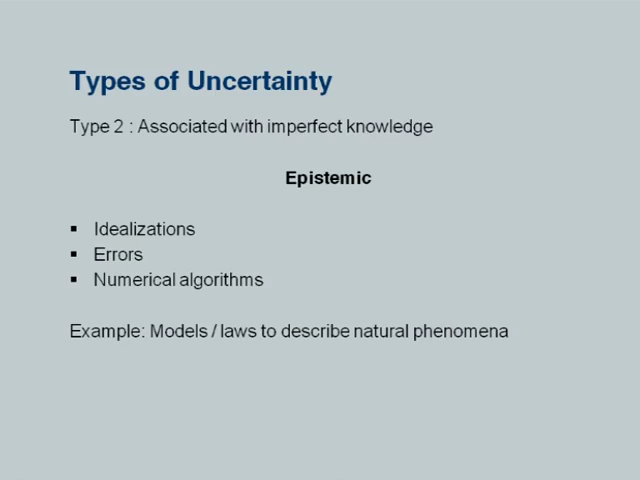 Types of Uncertainty
Type 2 : Associated with imperfect knowledge
Epistemic
▪ Idealizations
▪ Errors
▪ Numerical algorithms
Example: Models / laws to describe natural phenomena